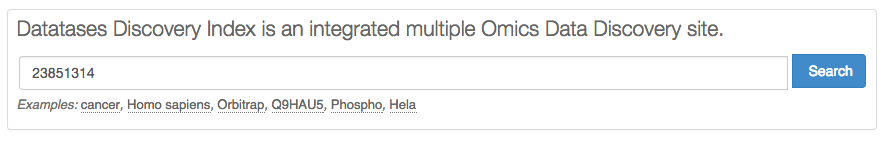 Datatases Discovery Index is an integrated multiple Omics Data Discovery site.
23851314 Search
Examples: cancer, Homo sapiens, Orbitrap, Q9HAU5, Phospho, Hela